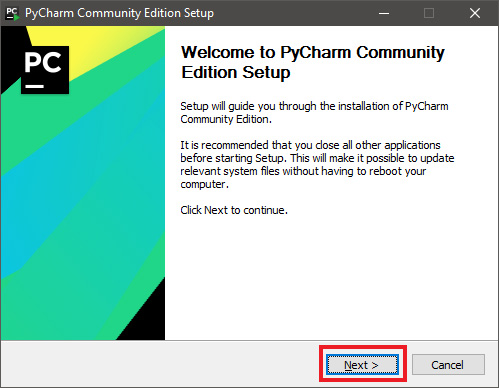 PC PyCharm Community Edition Setup
PC
Welcome to PyCharm Community
Edition Setup
Setup will guide you through the installation of PyCharm
Community Edition.
It is recommended that you close all other applications
before starting Setup. This will make it possible to update
relevant system files without having to reboot your
computer.
Click Next to continue.
Next >
Cancel